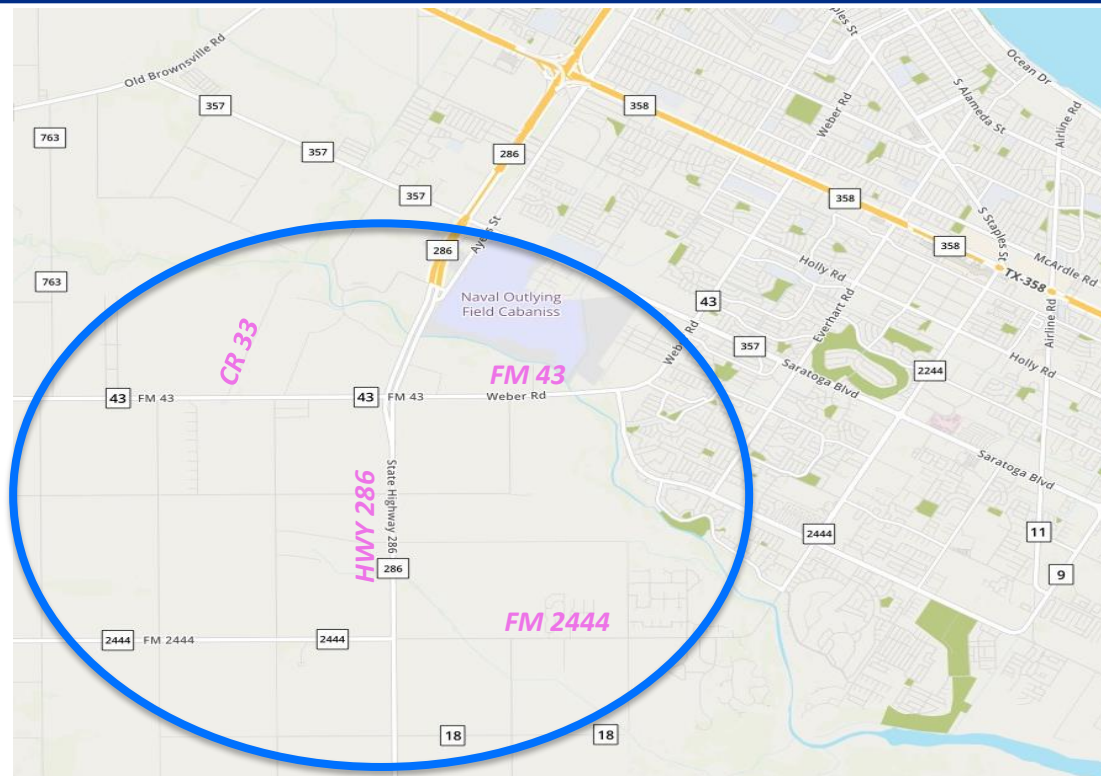 ples St
Ocean Dr
Old Brownsville Rd
357
358
S Alameda St
Airline Rd
Weber Rd
763
357
286
357
358
S Staples St
286
Ayers St
358
McArdle Rd
763
Holly Rd
TX-358
Naval Outlying
Field Cabaniss
43
Everhart Rd
Airline Rd
CR 33
Weber Rd
357
Holly Rd
FM 43
Saratoga Blvd
2244
43 FM 43
43 FM 43
Weber Rd
Saratoga Blvd
HWY 286
State Highway 286
2444
11
286
9
FM 2444
2444 FM 2444
2444
18
18